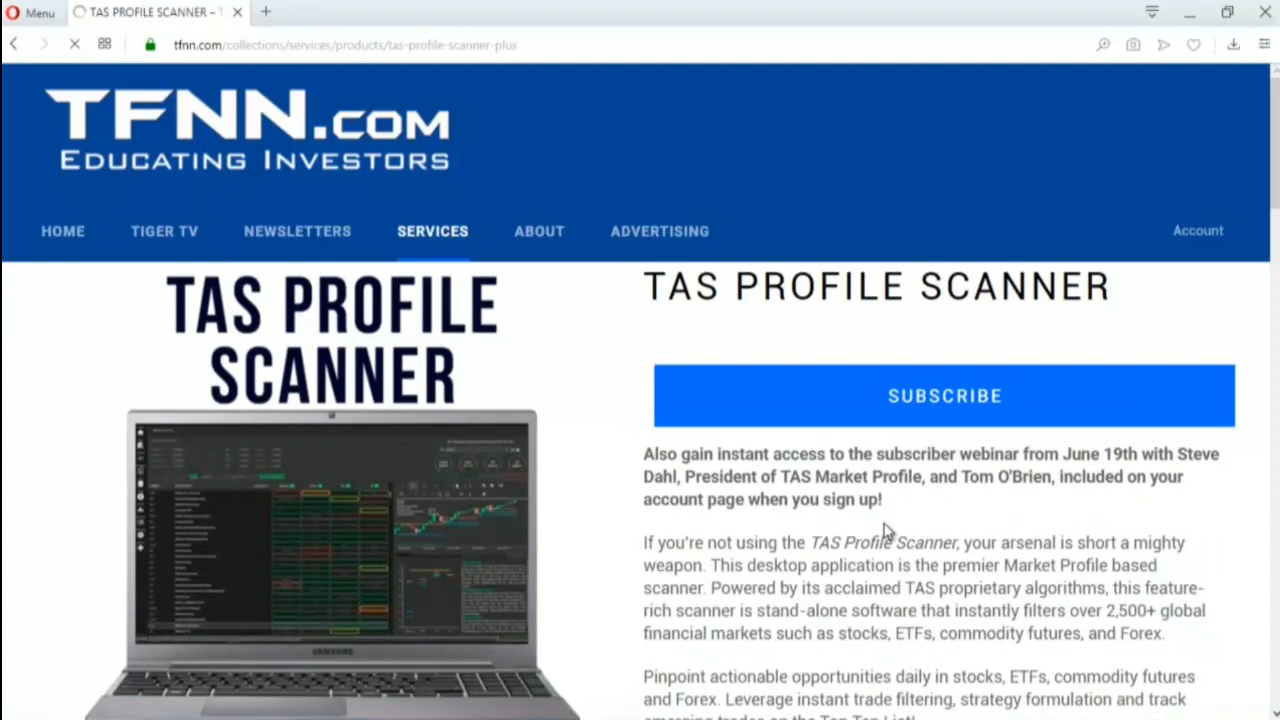 Menu
TAS PROFILE SCANNER – T
tfnn.com/collections/services/products/tas-profile-scanner-plus
TFNN.COM
EDUCATING INVESTORS
HOME TIGER TV NEWSLETTERS SERVICES ABOUT ADVERTISING Account
TAS PROFILE
SCANNER
SAMSUNG
TAS PROFILE SCANNER
SUBSCRIBE
Also gain instant access to the subscriber webinar from June 19th with Steve
Dahl, President of TAS Market Profile, and Tom O'Brien, included on your
account page when you sign up!
If you're not using the TAS Profile Scanner, your arsenal is short a mighty
weapon. This desktop application is the premier Market Profile based
scanner. Powered by its acclaimed TAS proprietary algorithms, this feature-
rich scanner is stand-alone software that instantly filters over 2,500+ global
financial markets such as stocks, ETFs, commodity futures, and Forex.
Pinpoint actionable opportunities daily in stocks, ETFs, commodity futures
and Forex. Leverage instant trade filtering, strategy formulation and track
emerging trades on the Top Ten List!